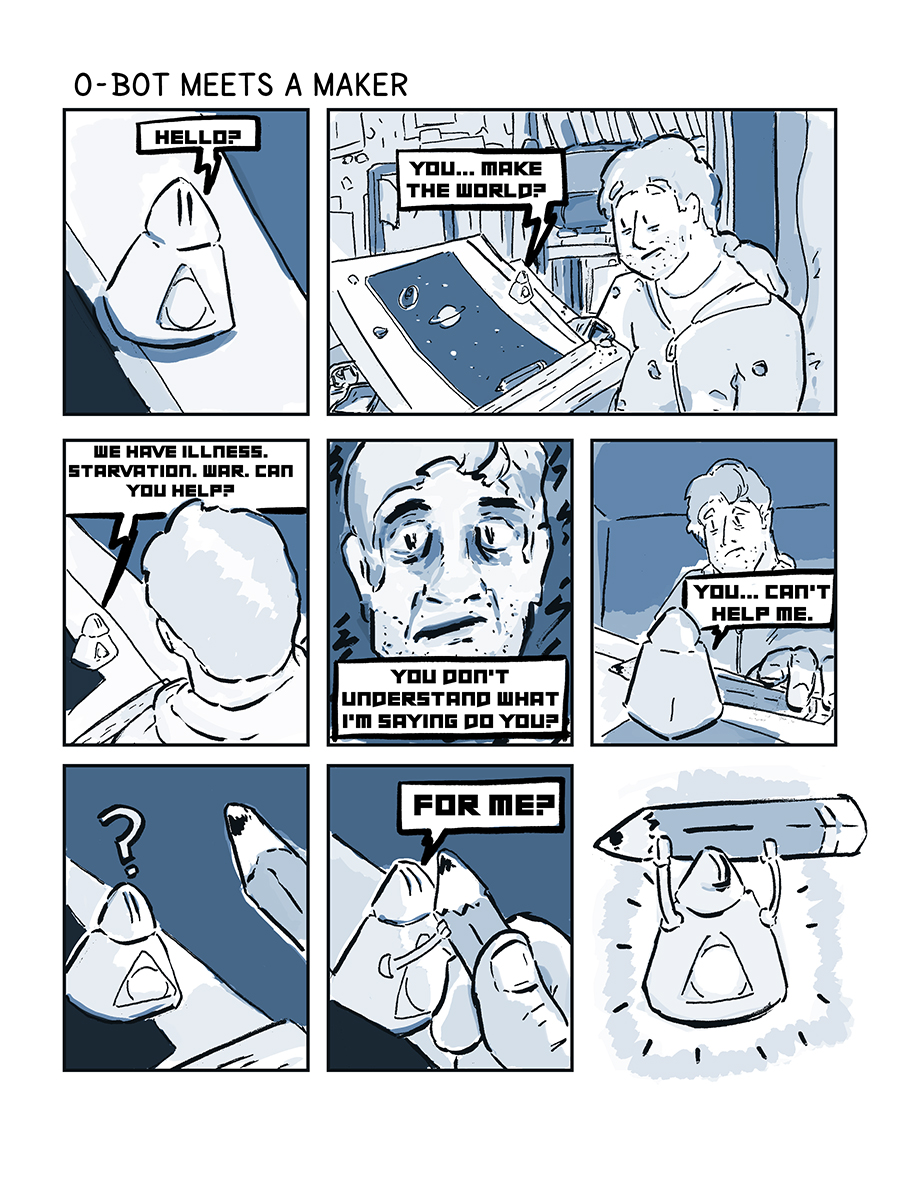 O-BOT MEETS A MAKER
HELLO?
YOU... MAKE
THE WORLD?
WE HAVE ILLNESS.
STARVATION. WAR. CAN
YOU HELP?
YOU DON'T
UNDERSTAND WHAT
I'M SAYING DO YOU?
YOU... CAN'T
HELP ME.
?
FOR ME?